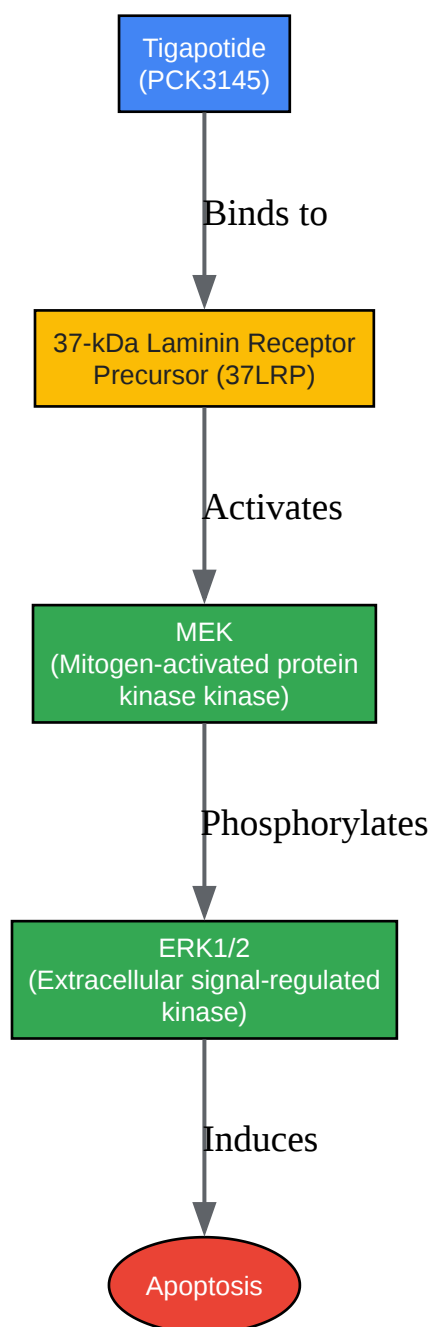 Tigapotide
(PCK3145)
Binds to
37-kDa Laminin Receptor
Precursor (37LRP)
Activates
MEK
(Mitogen-activated protein
kinase kinase)
Phosphorylates
ERK1/2
(Extracellular signal-regulated
kinase)
Induces
Apoptosis